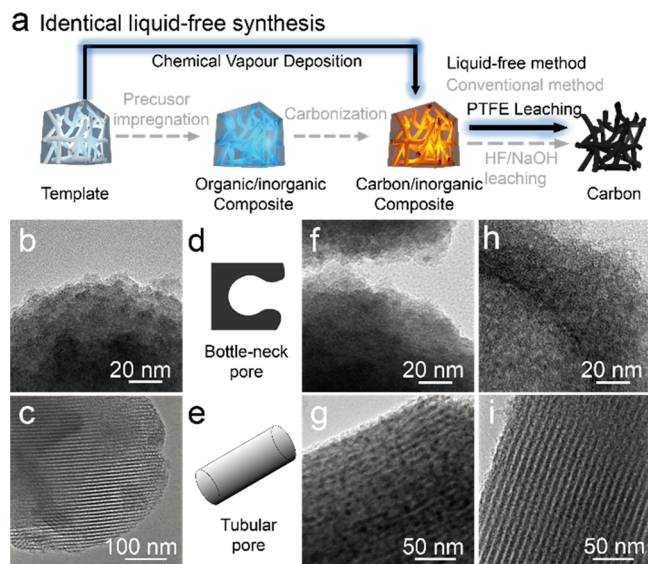 a Identical liquid-free synthesis
Chemical Vapour Deposition
Liquid-free method
Conventional method
Precusor
impregnation
Carbonization
PTFE Leaching
HF/NaOH
leaching
Template
Organic/inorganic
Composite
Carbon/inorganic
Composite
Carbon
b
20 nm
d
Bottle-neck
pore
f
20 nm
h
20 nm
c
100 nm
e
Tubular
pore
g
50 nm
i
50 nm